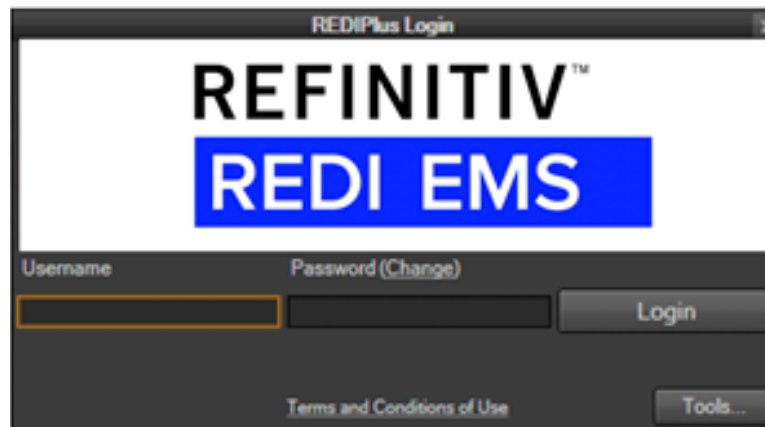 REDIPlus Login
REFINITIV™
REDI EMS
Username Password (Change)
Login
Terms and Conditions of Use Tools...